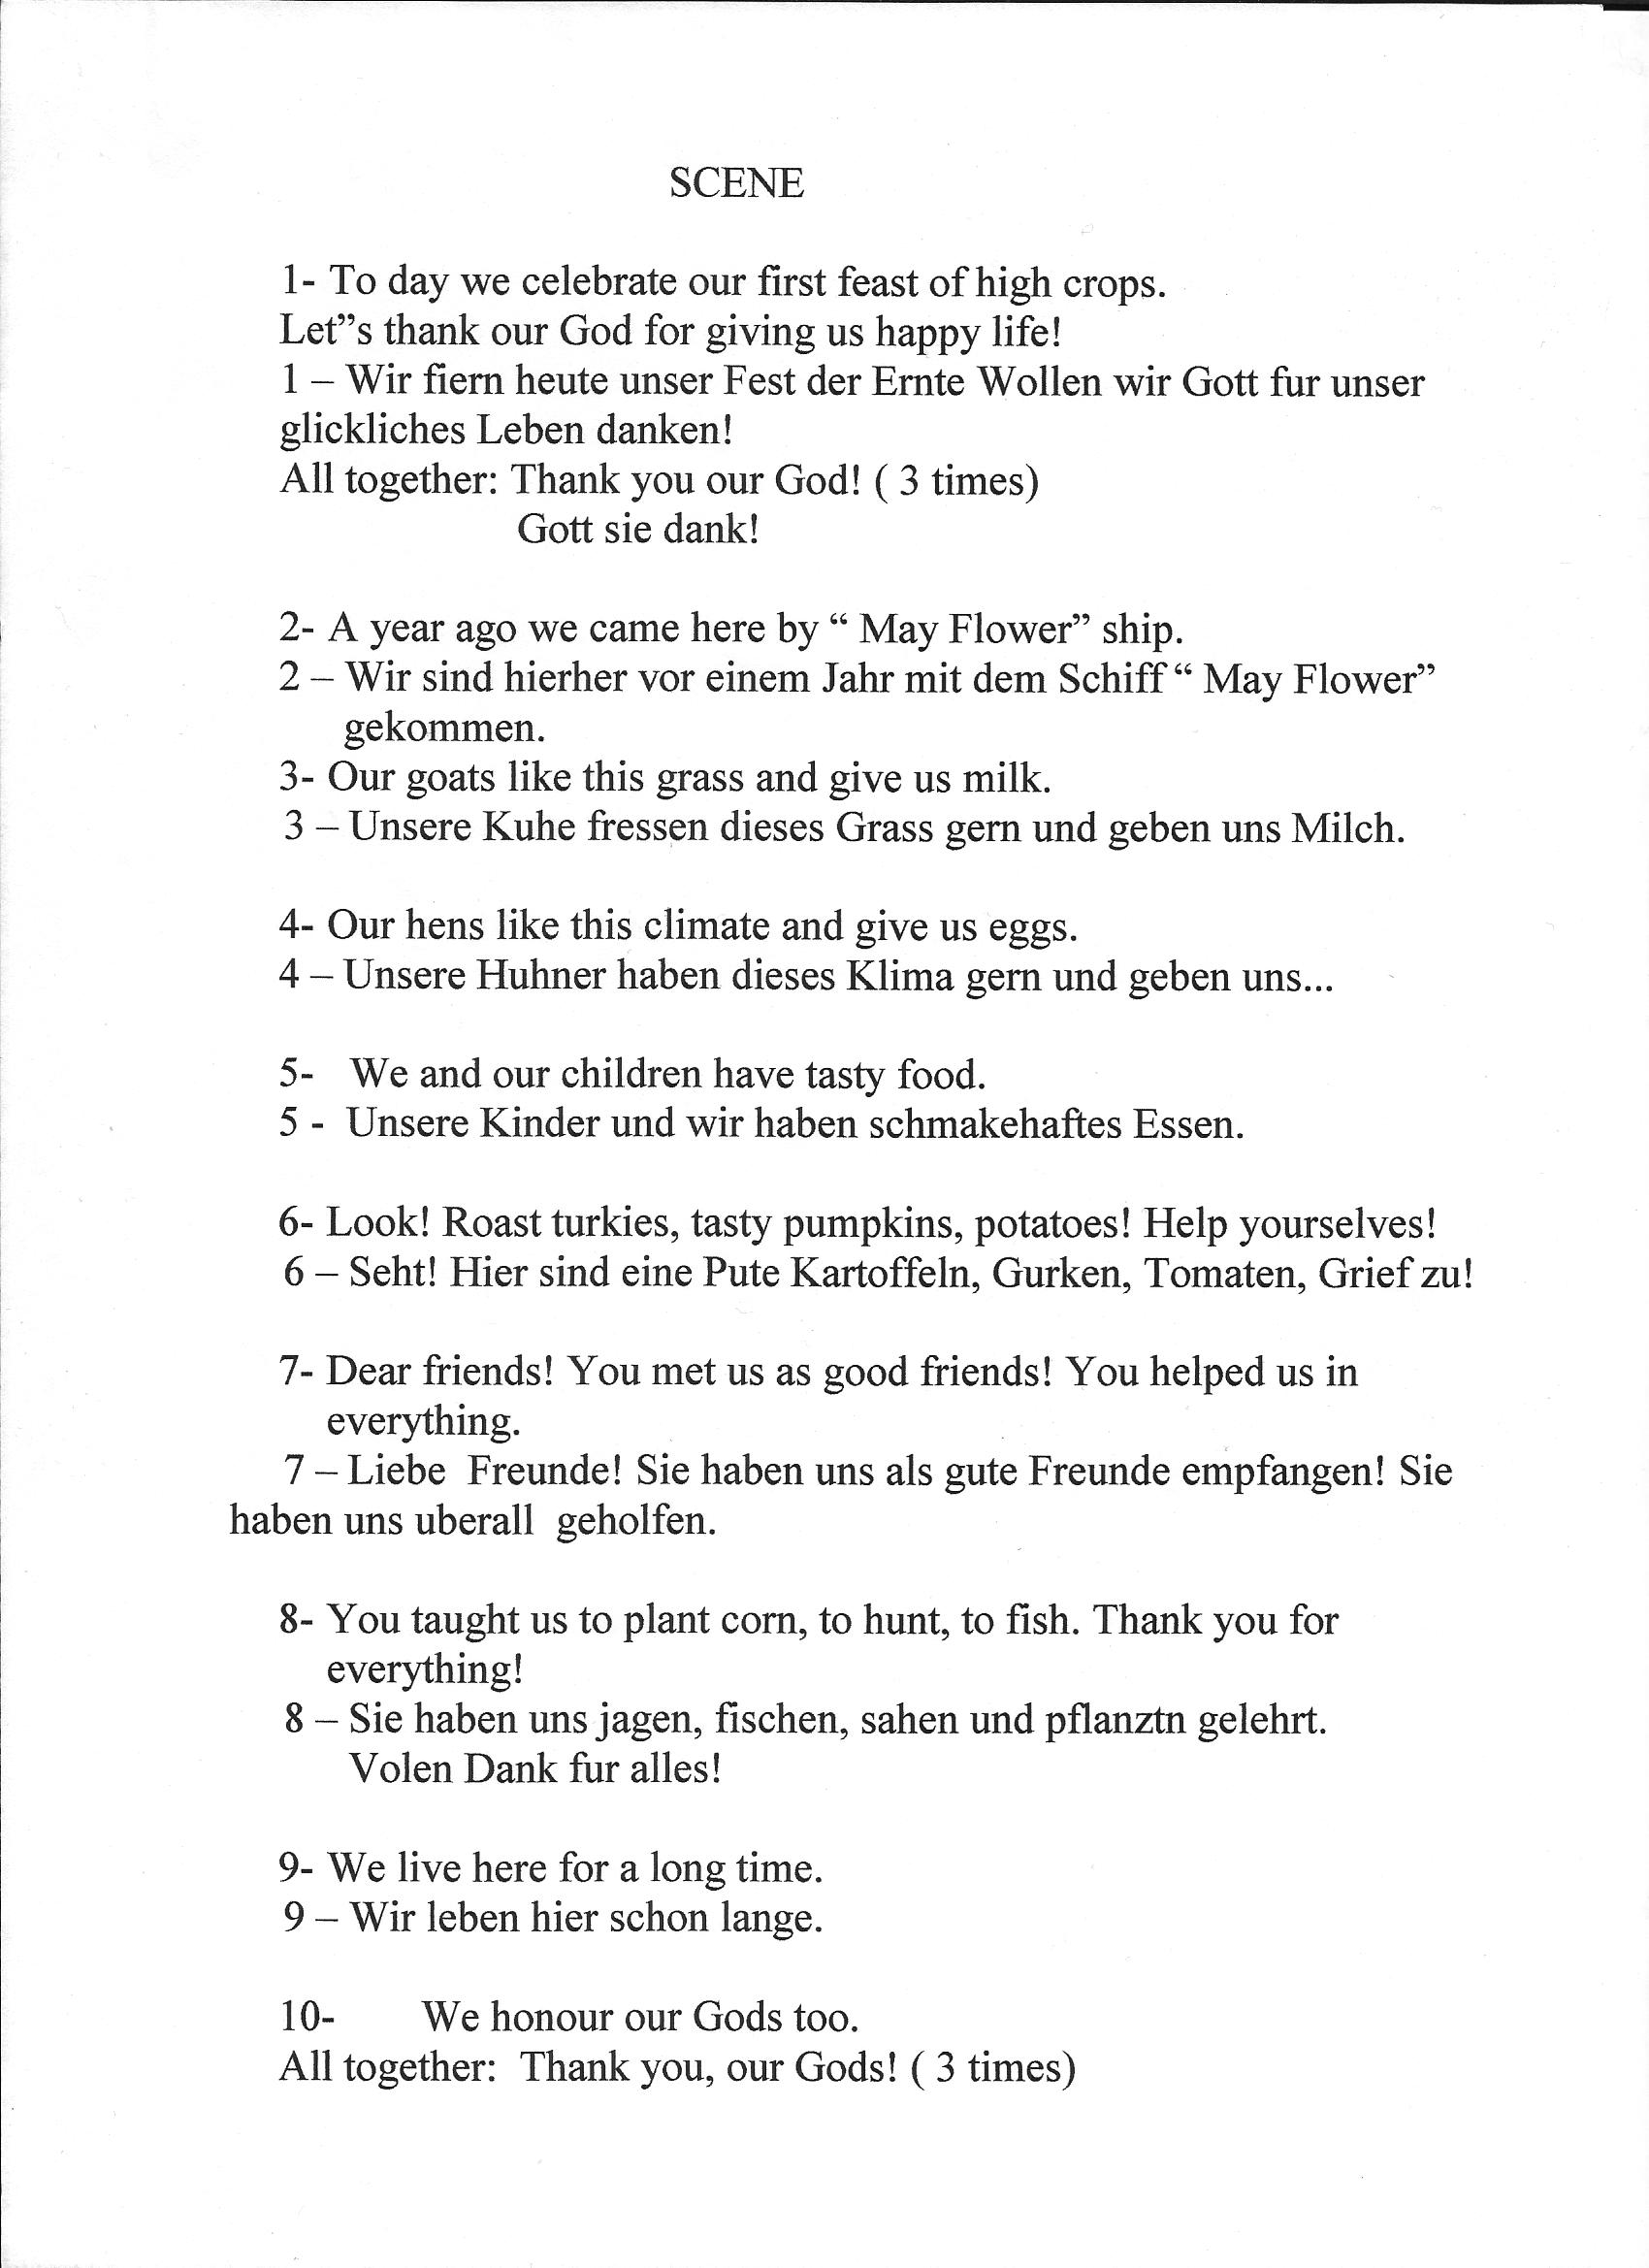 SCENE
1- To day we celebrate our first feast of high crops.
Let”s thank our God for giving us happy life!
1 – Wir fiern heute unser Fest der Ernte Wollen wir Gott fur unser
glickliches Leben danken!
All together: Thank you our God! ( 3 times)
Gott sie dank!
2- A year ago we came here by “ May Flower” ship.
2 – Wir sind hierher vor einem Jahr mit dem Schiff “ May Flower”
gekommen.
3- Our goats like this grass and give us milk.
3 – Unsere Kuhe fressen dieses Grass gern und geben uns Milch.
4- Our hens like this climate and give us eggs.
4 – Unsere Huhner haben dieses Klima gern und geben uns...
5- We and our children have tasty food.
5 - Unsere Kinder und wir haben schmakehaftes Essen.
6- Look! Roast turkies, tasty pumpkins, potatoes! Help yourselves!
6 – Seht! Hier sind eine Pute Kartoffeln, Gurken, Tomaten, Grief zu!
7- Dear friends! You met us as good friends! You helped us in
everything.
7 – Liebe Freunde! Sie haben uns als gute Freunde empfangen! Sie
haben uns uberall geholfen.
8- You taught us to plant corn, to hunt, to fish. Thank you for
everything!
8 – Sie haben uns jagen, fischen, sahen und pflanztn gelehrt.
Volen Dank fur alles!
9- We live here for a long time.
9 – Wir leben hier schon lange.
10- We honour our Gods too.
All together: Thank you, our Gods! ( 3 times)